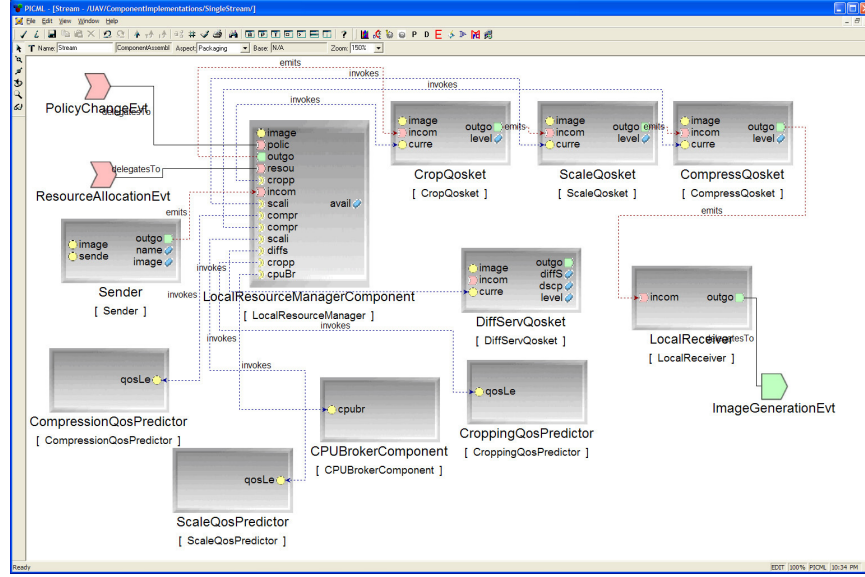 PICML - [Stream - /UAV/ComponentImplementations/SingleStream/]
File Edit View Window Help
Name: Stream ComponentAssembl Aspect: Packaging Base: N/A Zoom: 150%
emits
invokes
invokes
invokes
PolicyChangeEvt
delegatesTo
ResourceAllocationEvt
delegatesTo
image
polic
outgo
resou
cropp
incom
scali
compr
compr
scali
diffs
cropp
cpuBr
avail
LocalResourceManagerComponent
[ LocalResourceManager ]
image
incom
curre
outgo
level
CropQosket
[ CropQosket ]
emits
image
incom
curre
outgo
level
ScaleQosket
[ ScaleQosket ]
emits
image
incom
curre
outgo
level
CompressQosket
[ CompressQosket ]
emits
emits
image
sende
outgo
name
image
Sender
[ Sender ]
invokes
invokes
invokes
invokes
invokes
image
incom
curre
outgo
diffS
dscp
level
DiffServQosket
[ DiffServQosket ]
incom
outgo
LocalReceiver
[ LocalReceiver ]
delegatesTo
ImageGenerationEvt
qosLe
CompressionQosPredictor
[ CompressionQosPredictor ]
cpubr
CPUBrokerComponent
[ CPUBrokerComponent ]
qosLe
CroppingQosPredictor
[ CroppingQosPredictor ]
qosLe
ScaleQosPredictor
[ ScaleQosPredictor ]
Ready
EDIT 100% PICML 10:34 PM